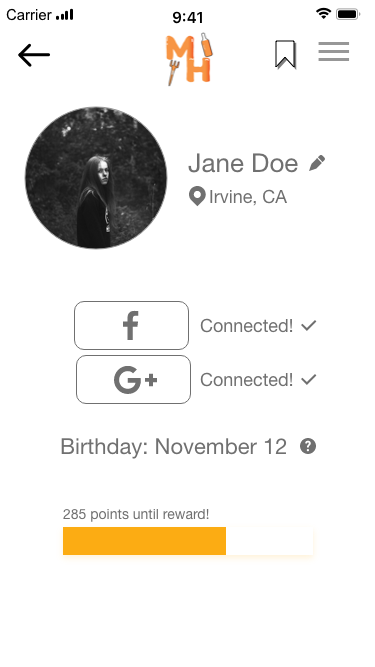 Carrier 9:41
MH
Jane Doe
Irvine, CA
f Connected!
G+ Connected!
Birthday: November 12 ?
285 points until reward!